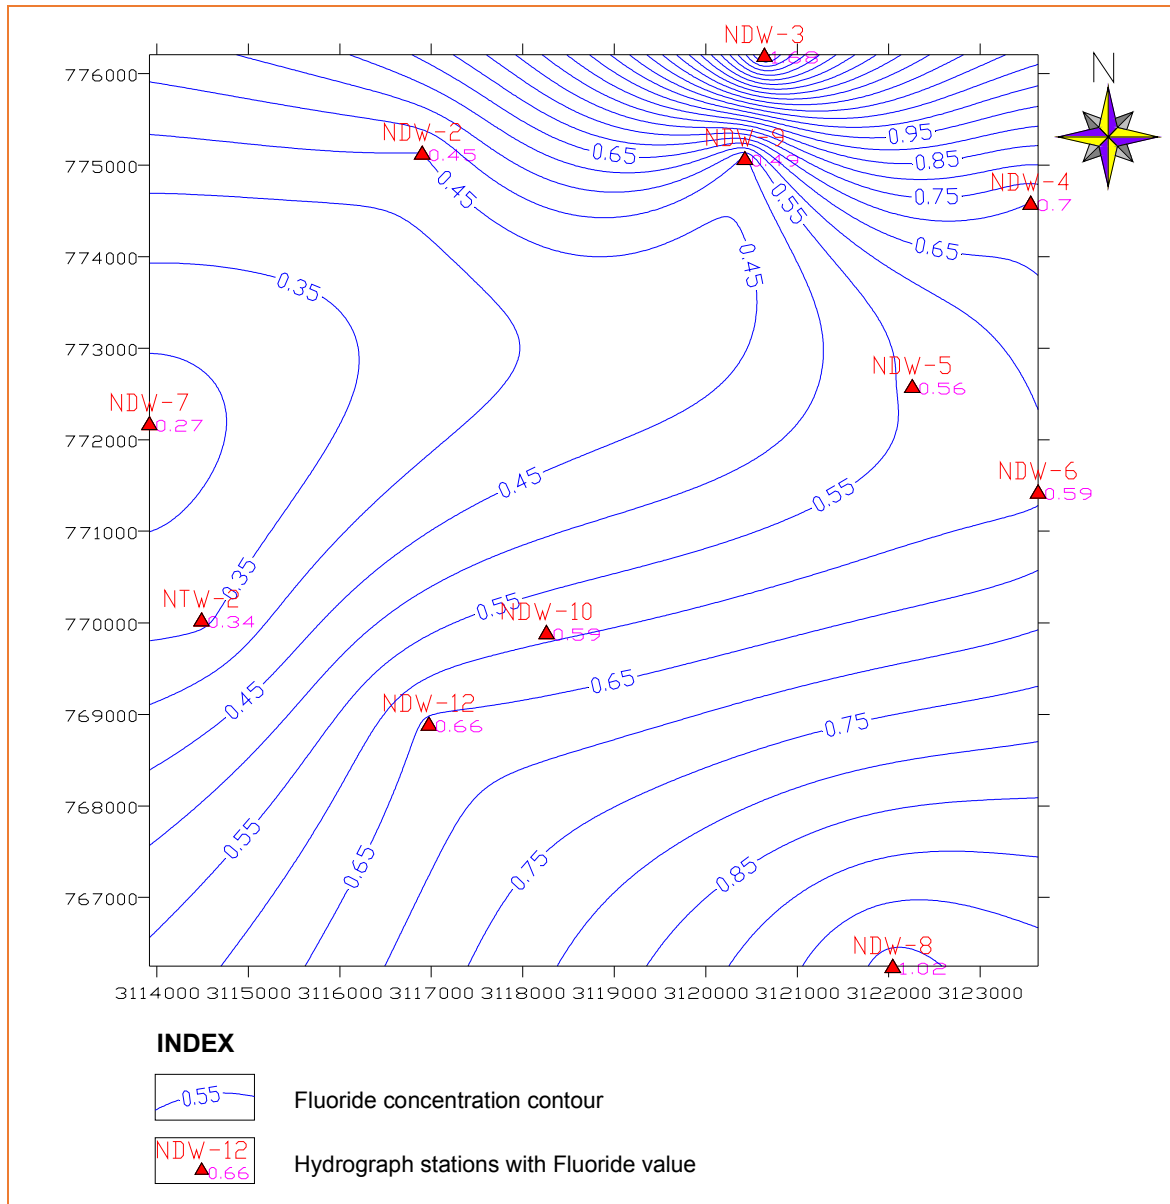 NDW-3
1.68
N
776000
NDW-2
0.45
NDW-9
0.49
0.95
0.65
0.85
775000
0.75
NDW-4
0.7
0.45
0.55
0.65
774000
0.45
0.35
773000
NDW-5
0.56
NDW-7
0.27
772000
0.45
0.55
NDW-6
0.59
771000
0.35
NTW-2
0.34
0.55
NDW-10
0.59
770000
0.45
0.65
NDW-12
0.66
769000
0.75
768000
0.55
0.65
0.75
0.85
767000
NDW-8
1.02
3114000 3115000 3116000 3117000 3118000 3119000 3120000 3121000 3122000 3123000
INDEX
0.55 Fluoride concentration contour
NDW-12
0.66 Hydrograph stations with Fluoride value